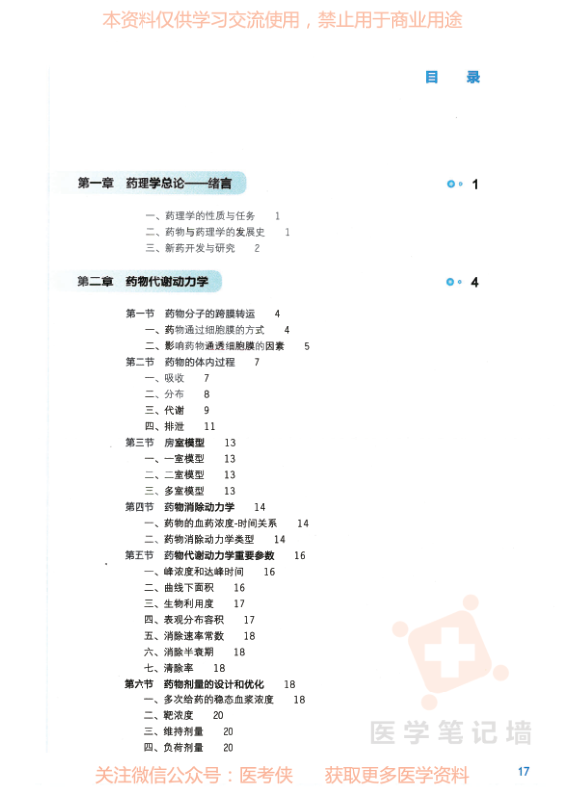 本资料仅供学习交流使用，禁止用于商业用途
目 录
第一章 药理学总论——绪言 1
一、药理学的性质与任务 1
二、药物与药理学的发展史 1
三、新药开发与研究 2
第二章 药物代谢动力学 4
第一节 药物分子的跨膜转运 4
一、药物通过细胞膜的方式 4
二、影响药物通透细胞膜的因素 5
第二节 药物的体内过程 7
一、吸收 7
二、分布 8
三、代谢 9
四、排泄 11
第三节 房室模型 13
一、一室模型 13
二、二室模型 13
三、多室模型 13
第四节 药物消除动力学 14
一、药物的血药浓度-时间关系 14
二、药物消除动力学类型 14
第五节 药物代谢动力学重要参数 16
一、峰浓度和达峰时间 16
二、曲线下面积 16
三、生物利用度 17
四、表观分布容积 17
五、消除速率常数 18
六、消除半衰期 18
七、清除率 18
第六节 药物剂量的设计和优化 18
一、多次给药的稳态血浆浓度 18
二、靶浓度 20
三、维持剂量 20
四、负荷剂量 20
医学笔记墙
17
关注微信公众号：医考侠 获取更多医学资料